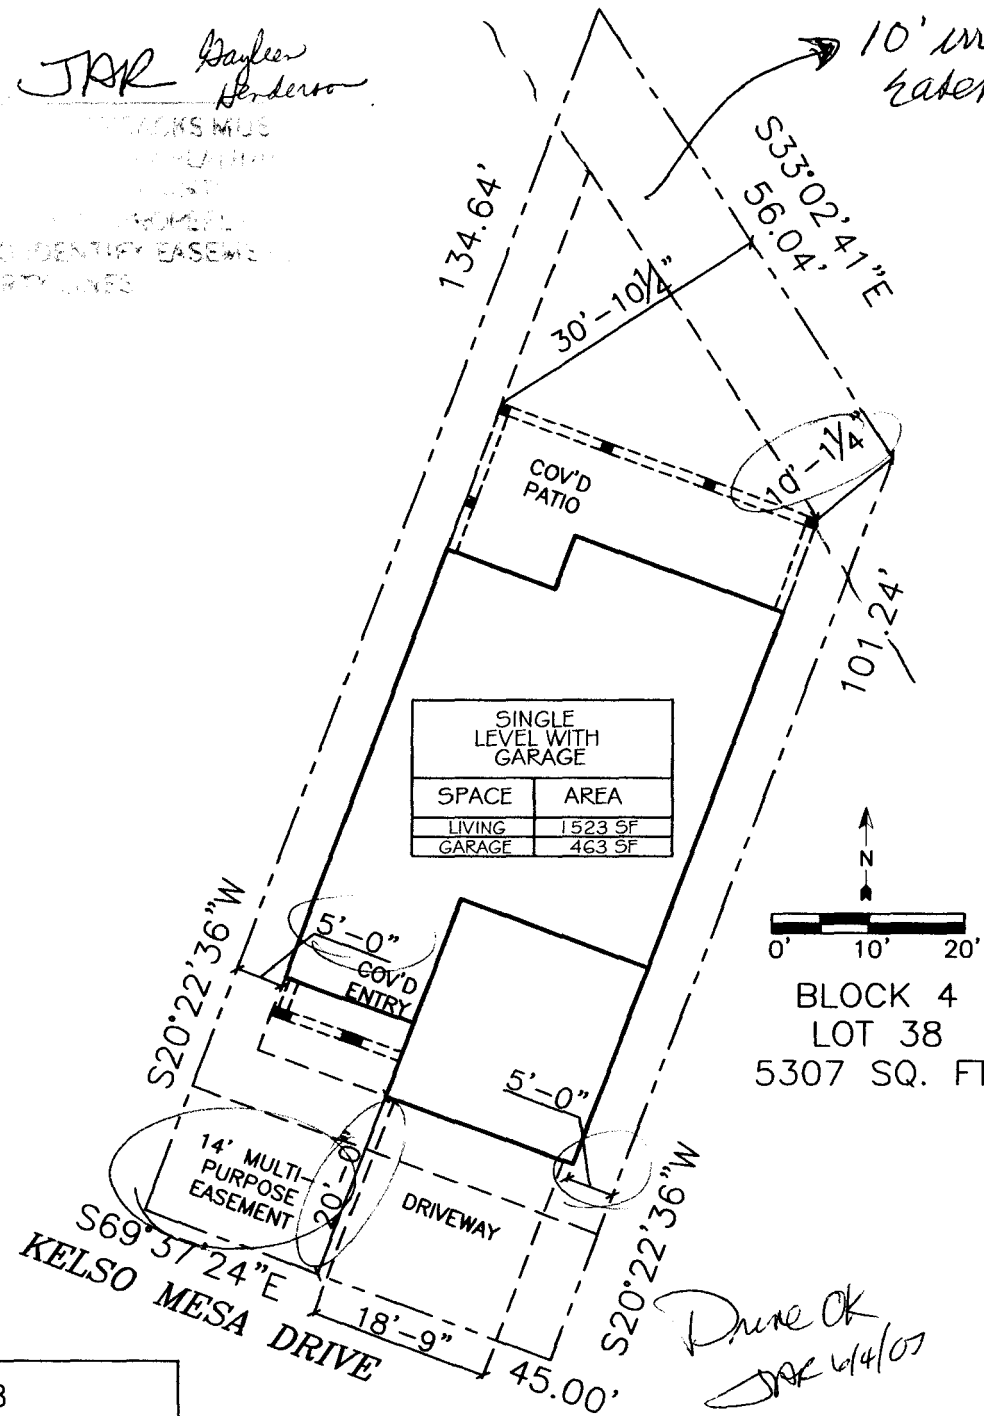 JAR Gayleen
Henderson
10' irr
IDENTIFY EASEME
134.64'
S33°02'41"E
56.04'
30'-10¼"
10'-1¼"
COV'D
PATIO
101.24'
SINGLE
LEVEL WITH
GARAGE
SPACE AREA
LIVING 1523 SF
GARAGE 463 SF
N
0' 10' 20'
BLOCK 4
LOT 38
5307 SQ. FT
S20°22'36"W
5'-0"
COV'D
ENTRY
5'-0"
14' MULTI-
PURPOSE
EASEMENT
20'-0"
DRIVEWAY
S20°22'36"W
S69°37'24"E
KELSO MESA DRIVE
18'-9"
45.00'
Drive OK
JAR 6/4/07